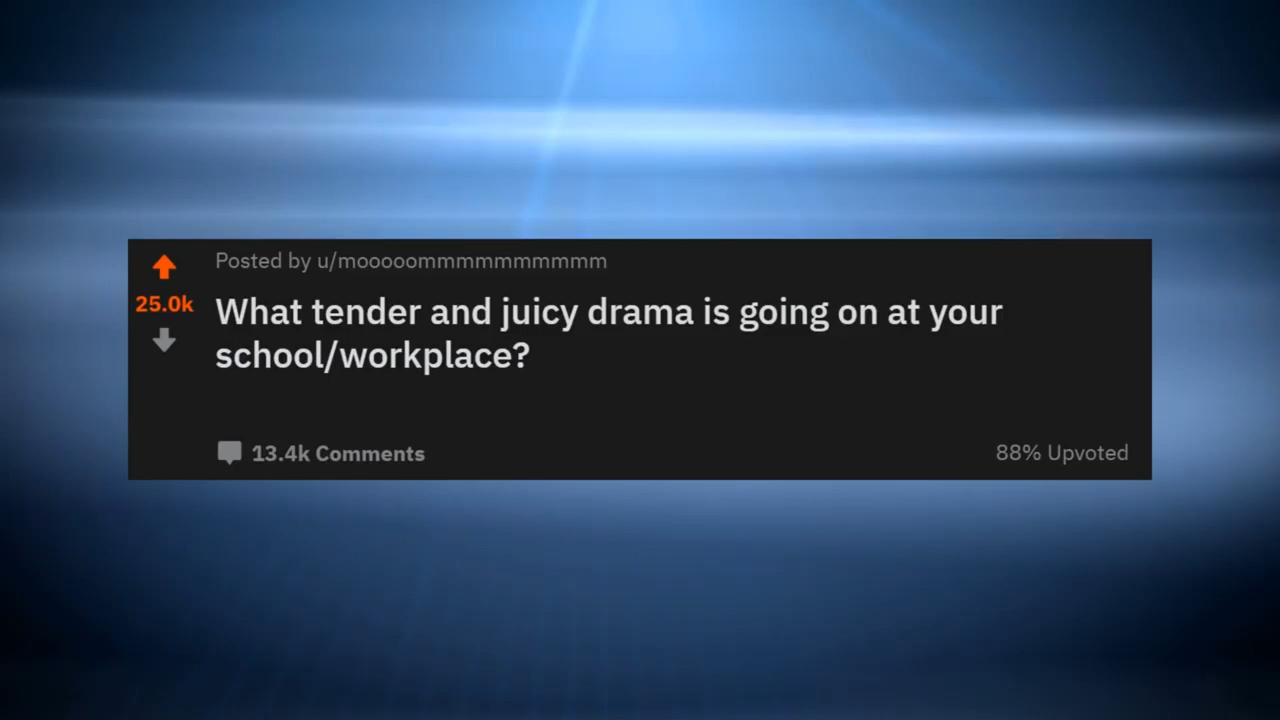 Posted by u/mooooommmmmmmmmm
25.0k
What tender and juicy drama is going on at your
school/workplace?
13.4k Comments
88% Upvoted